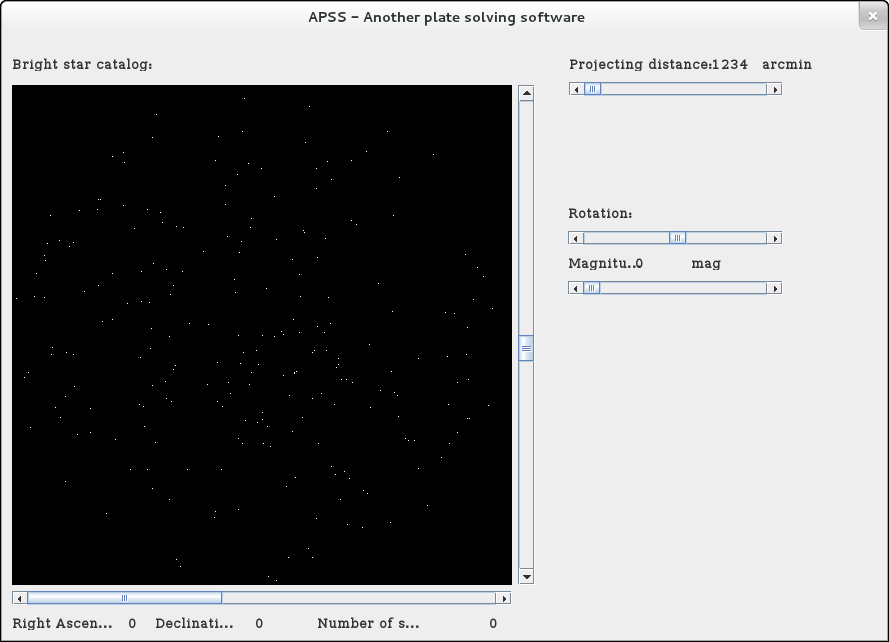 APSS - Another plate solving software
Bright star catalog:
Projecting distance:1234 arcmin
Rotation:
Magnitu..0 mag
Right Ascen... 0 Declinati... 0 Number of s... 0